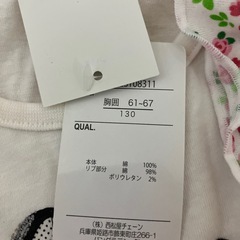 胸囲 61-67
130
QUAL.
本体 綿 100%
リブ部分 綿 98%
ポリウレタン 2%
(株) 西松屋チェーン
兵庫県姫路市飾東町庄266-1